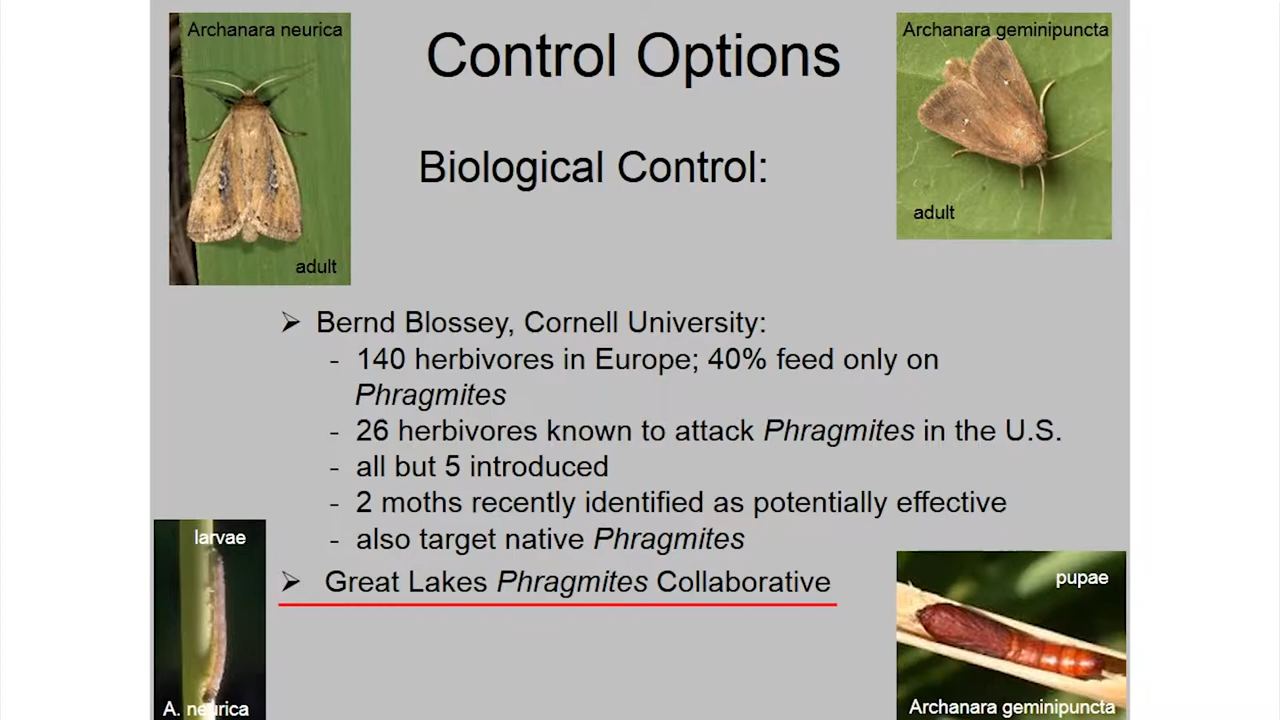 Archanara neurica
Control Options
Archanara geminipuncta
Biological Control:
adult
adult
➢ Bernd Blossey, Cornell University:
- 140 herbivores in Europe; 40% feed only on
Phragmites
- 26 herbivores known to attack Phragmites in the U.S.
- all but 5 introduced
- 2 moths recently identified as potentially effective
- also target native Phragmites
➢ Great Lakes Phragmites Collaborative
larvae
A. neurica
pupae
Archanara geminipuncta